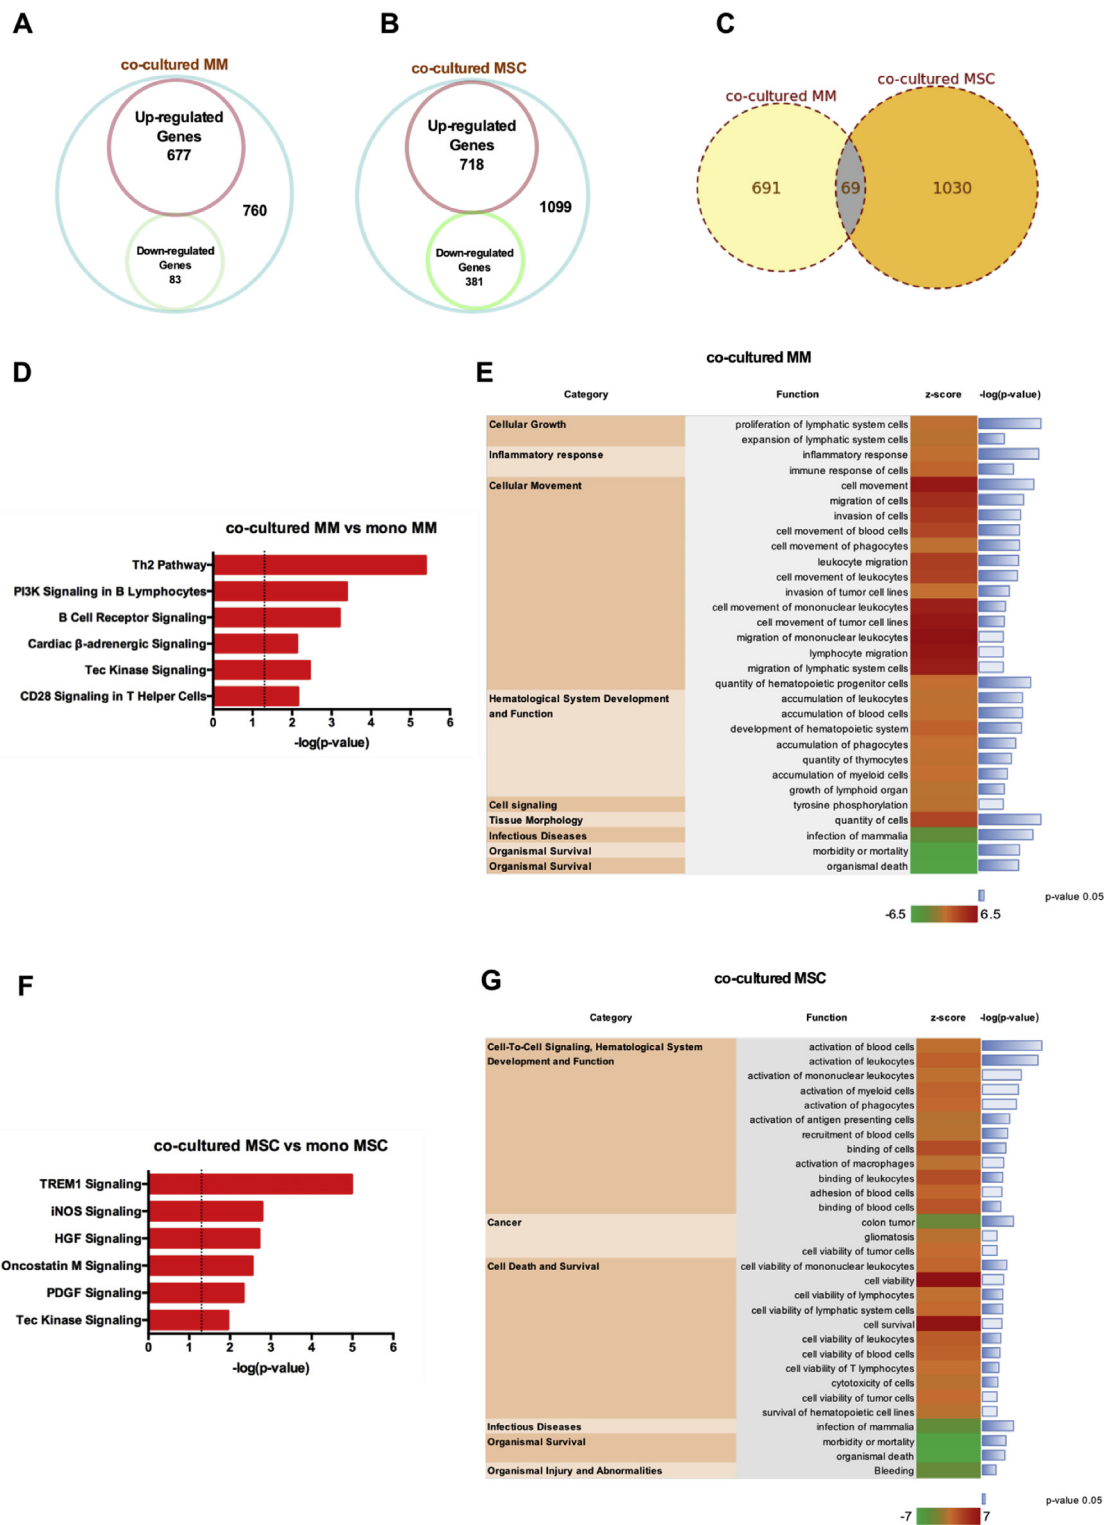 A
B
C
co-cultured MM
Up-regulated
Genes
677
760
Down-regulated
Genes
83
co-cultured MSC
Up-regulated
Genes
718
1099
Down-regulated
Genes
381
co-cultured MM
co-cultured MSC
691
69
1030
D
co-cultured MM vs mono MM
Th2 Pathway
PI3K Signaling in B Lymphocytes
B Cell Receptor Signaling
Cardiac β-adrenergic Signaling
Tec Kinase Signaling
CD28 Signaling in T Helper Cells
0 1 2 3 4 5 6
-log(p-value)
E
co-cultured MM
Category Function z-score -log(p-value)
Cellular Growth proliferation of lymphatic system cells
expansion of lymphatic system cells
Inflammatory response inflammatory response
immune response of cells
Cellular Movement cell movement
migration of cells
invasion of cells
cell movement of blood cells
cell movement of phagocytes
leukocyte migration
cell movement of leukocytes
invasion of tumor cell lines
cell movement of mononuclear leukocytes
cell movement of tumor cell lines
migration of mononuclear leukocytes
lymphocyte migration
migration of lymphatic system cells
quantity of hematopoietic progenitor cells
Hematological System Development accumulation of leukocytes
and Function accumulation of blood cells
development of hematopoietic system
accumulation of phagocytes
quantity of thymocytes
accumulation of myeloid cells
growth of lymphoid organ
Cell signaling tyrosine phosphorylation
Tissue Morphology quantity of cells
Infectious Diseases infection of mammalia
Organismal Survival morbidity or mortality
Organismal Survival organismal death
p-value 0.05
-6.5 6.5
F
co-cultured MSC vs mono MSC
TREM1 Signaling
iNOS Signaling
HGF Signaling
Oncostatin M Signaling
PDGF Signaling
Tec Kinase Signaling
0 1 2 3 4 5 6
-log(p-value)
G
co-cultured MSC
Category Function z-score -log(p-value)
Cell-To-Cell Signaling, Hematological System activation of blood cells
Development and Function activation of leukocytes
activation of mononuclear leukocytes
activation of myeloid cells
activation of phagocytes
activation of antigen presenting cells
recruitment of blood cells
binding of cells
activation of macrophages
binding of leukocytes
adhesion of blood cells
binding of blood cells
Cancer colon tumor
gliomatosis
cell viability of tumor cells
Cell Death and Survival cell viability of mononuclear leukocytes
cell viability
cell viability of lymphocytes
cell viability of lymphatic system cells
cell survival
cell viability of leukocytes
cell viability of blood cells
cell viability of T lymphocytes
cytotoxicity of cells
cell viability of tumor cells
survival of hematopoietic cell lines
Infectious Diseases infection of mammalia
Organismal Survival morbidity or mortality
organismal death
Organismal Injury and Abnormalities Bleeding
p-value 0.05
-7 7